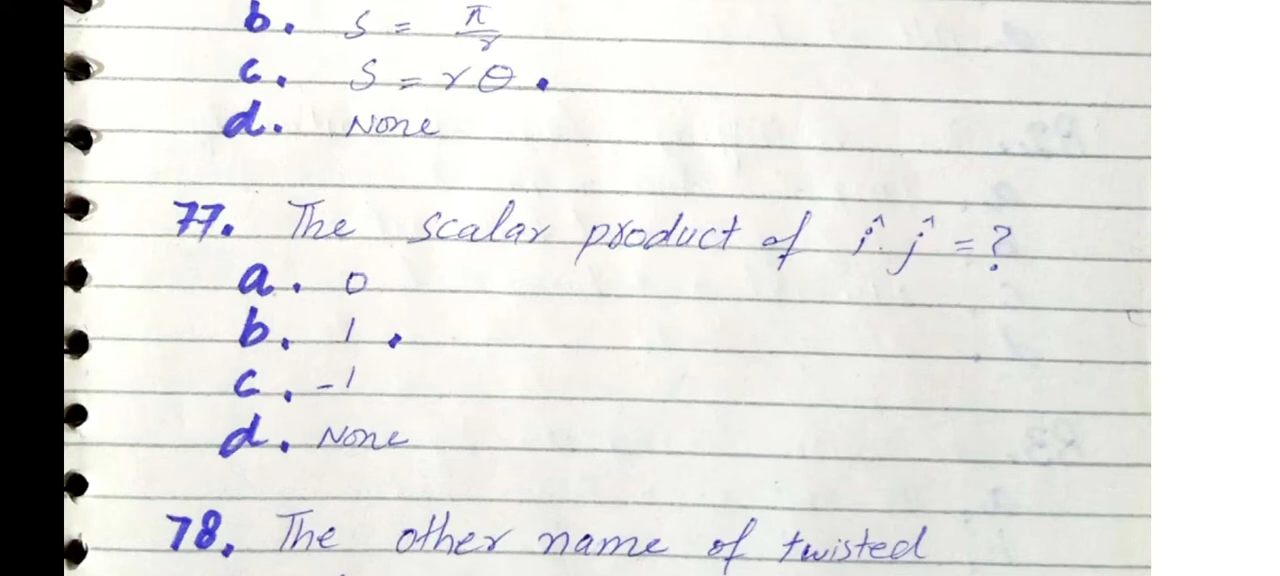 b. S = π/r
c. S = rθ .
d. None
77. The scalar product of î.ĵ = ?
a. 0
b. 1 .
c. -1
d. None
78. The other name of twisted